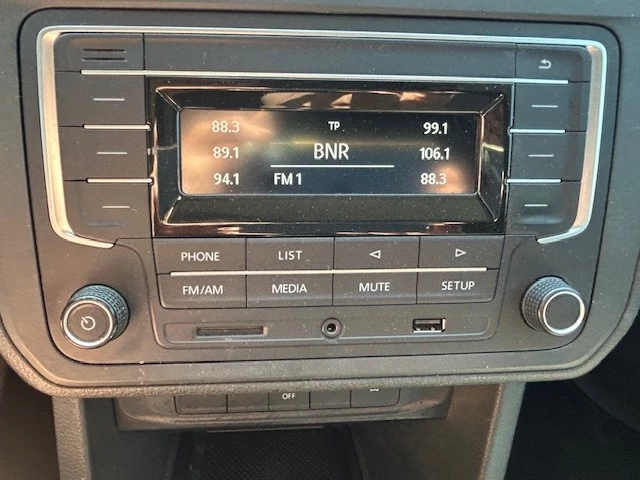 88.3 TP 99.1
89.1 BNR 106.1
94.1 FM 1 88.3
PHONE LIST
FM/AM MEDIA MUTE SETUP
OFF